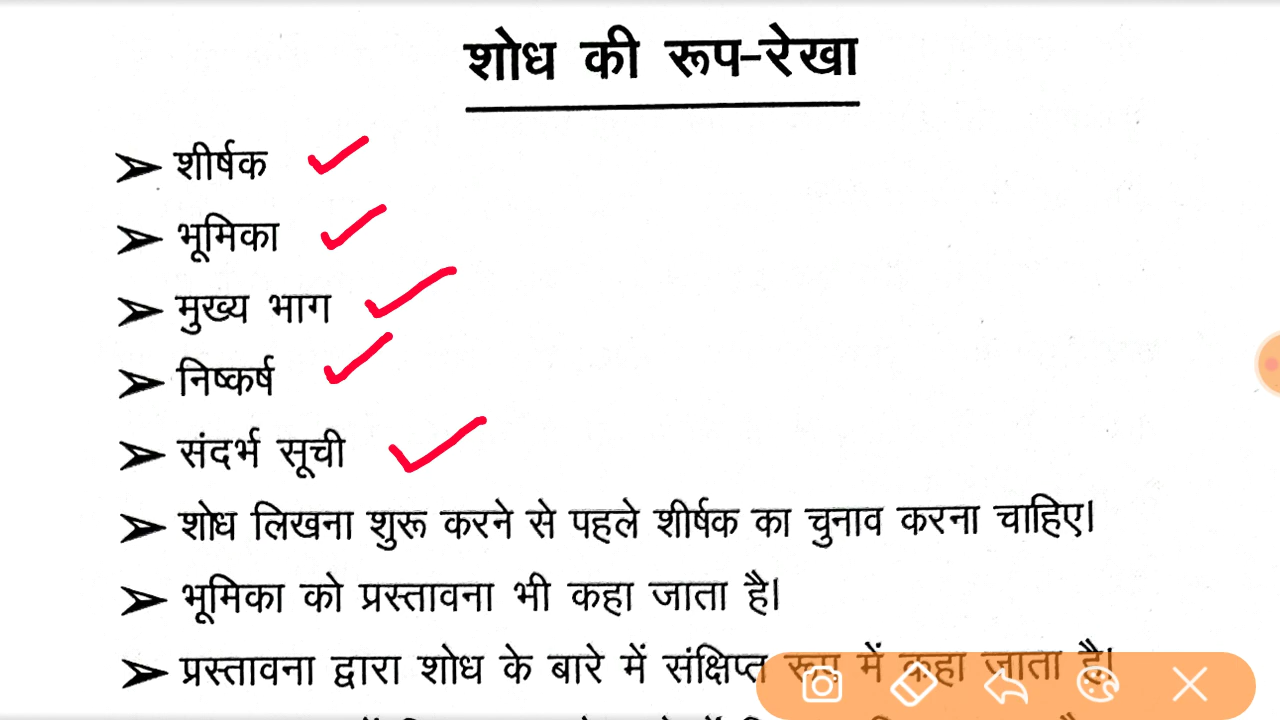 शोध की रूप-रेखा
➢ शीर्षक
➢ भूमिका
➢ मुख्य भाग
➢ निष्कर्ष
➢ संदर्भ सूची
➢ शोध लिखना शुरू करने से पहले शीर्षक का चुनाव करना चाहिए।
➢ भूमिका को प्रस्तावना भी कहा जाता है।
➢ प्रस्तावना द्वारा शोध के बारे में संक्षिप्त रूप में कहा जाता है।